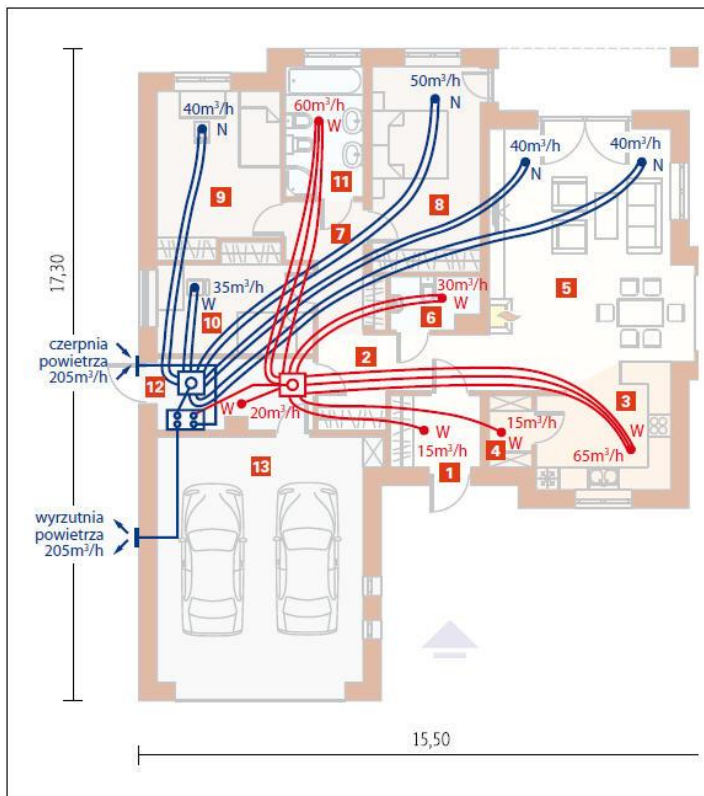 50m³/h
N
40m³/h
N
60m³/h
W
40m³/h
N
40m³/h
N
11
9
7
8
17,30
35m³/h
W
10
30m³/h
W
6
5
czerpnia
powietrza
205m³/h
12
2
W
20m³/h
3
W
65m³/h
15m³/h
W
4
W
15m³/h
1
13
wyrzutnia
powietrza
205m³/h
15,50